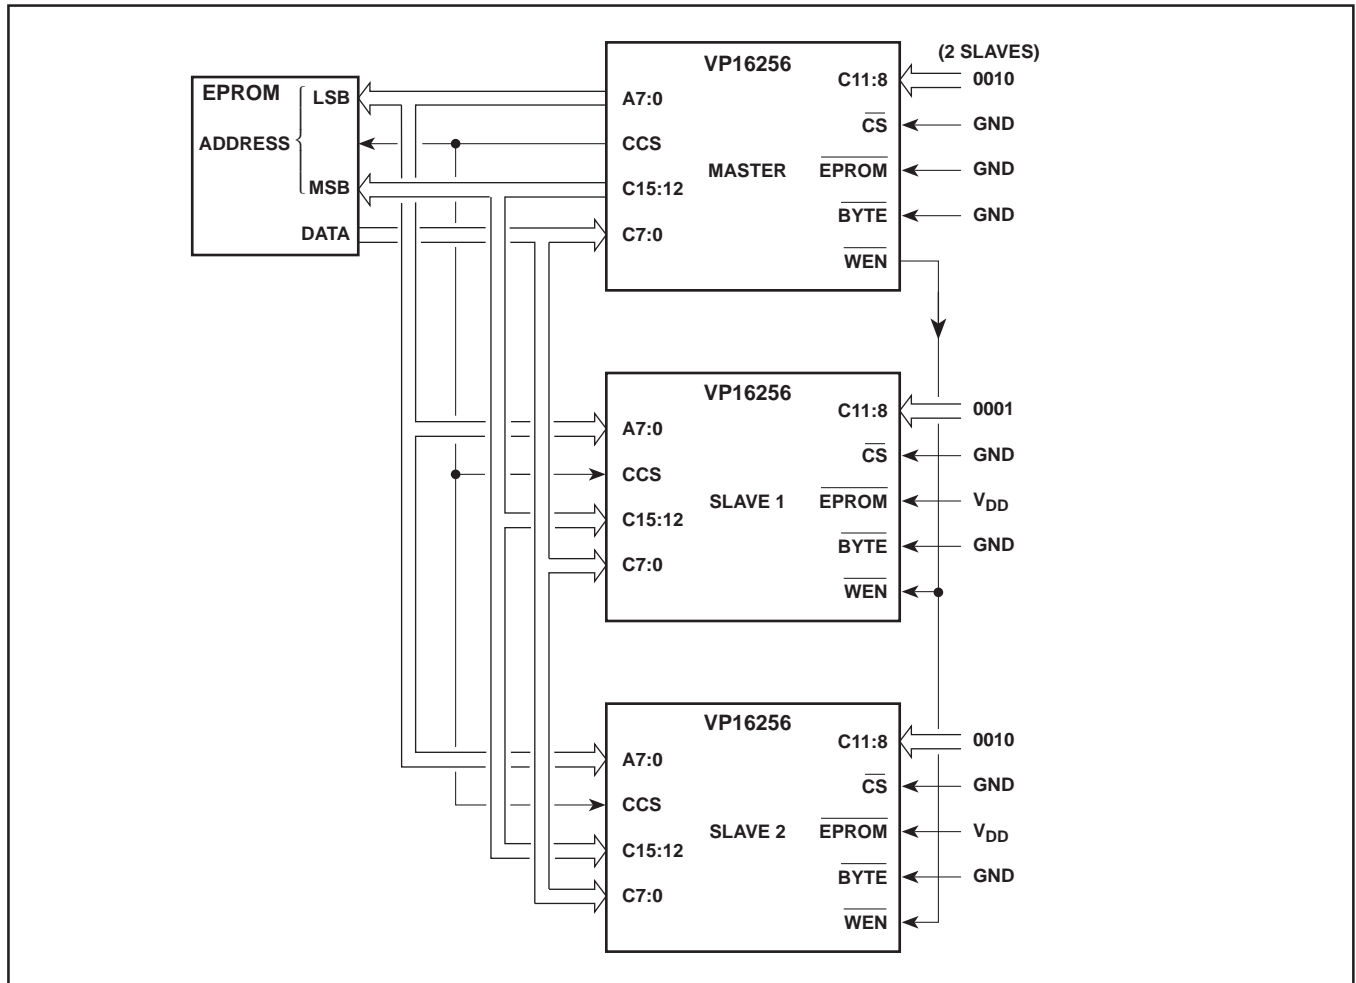 EPROM
LSB
ADDRESS
MSB
DATA
VP16256
(2 SLAVES)
A7:0
C11:8
0010
CCS
CS
GND
MASTER
C15:12
EPROM
GND
C7:0
BYTE
GND
WEN
VP16256
A7:0
C11:8
0001
CCS
CS
GND
SLAVE 1
C15:12
EPROM
VDD
C7:0
BYTE
GND
WEN
VP16256
A7:0
C11:8
0010
CCS
CS
GND
SLAVE 2
C15:12
EPROM
VDD
C7:0
BYTE
GND
WEN